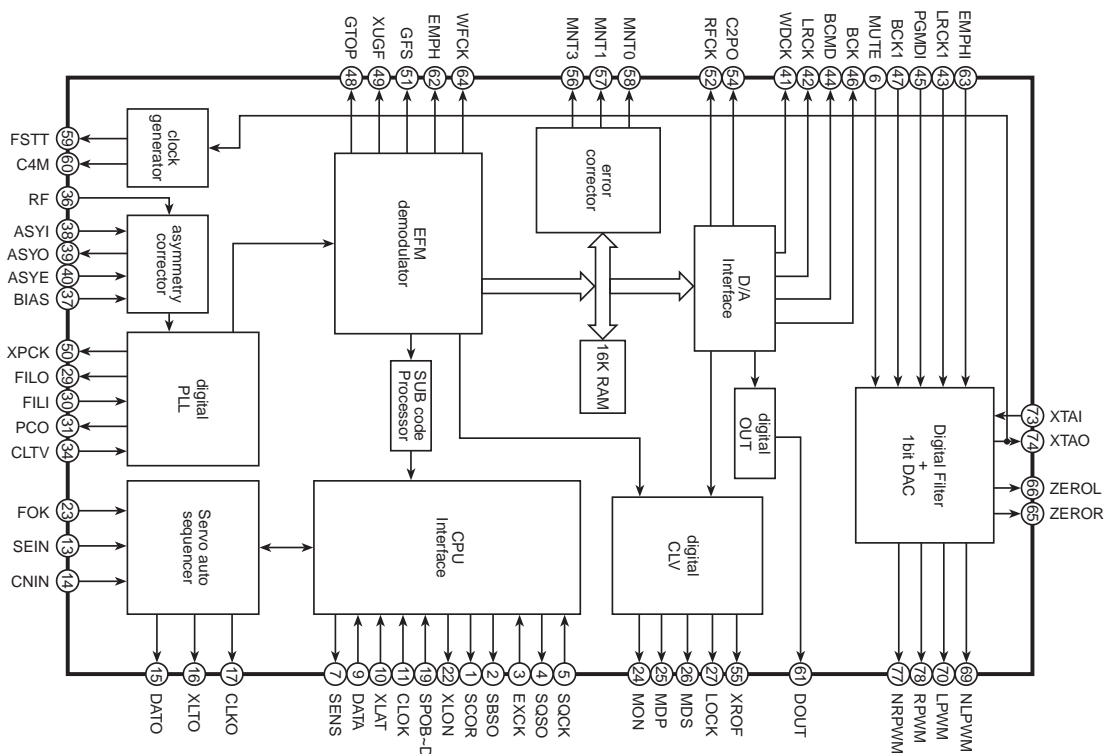 GTOP
XUGF
GFS
EMPH
WFCK
MNT3
MNT1
MNT0
RFCK
C2PO
WDCK
LRCK
BCMD
BCK
MUTE
BCK1
PGMDI
LRCK1
EMPHI
48
49
51
62
64
56
57
58
52
54
41
42
44
46
6
47
45
43
63
FSTT
59
C4M
60
RF
36
ASYI
38
ASYO
39
ASYE
40
BIAS
37
XPCK
50
FILO
29
FILI
30
PCO
31
CLTV
34
FOK
23
SEIN
13
CNIN
14
clock
generator
asymmetry
corrector
digital
PLL
Servo auto
sequencer
EFM
demodulator
SUB code
Processor
CPU
Interface
error
corrector
16K RAM
D/A
Interface
digital
OUT
digital
CLV
Digital Filter
+
1bit DAC
73
XTAI
74
XTAO
66
ZEROL
65
ZEROR
15
16
17
7
9
10
11
19
22
1
2
3
4
5
24
25
26
27
55
61
77
78
70
69
DATO
XLTO
CLKO
SENS
DATA
XLAT
CLOK
SPOB~D
XLON
SCOR
SBSO
EXCK
SQSO
SQCK
MON
MDP
MDS
LOCK
XROF
DOUT
NRPWM
RPWM
LPWM
NLPWM